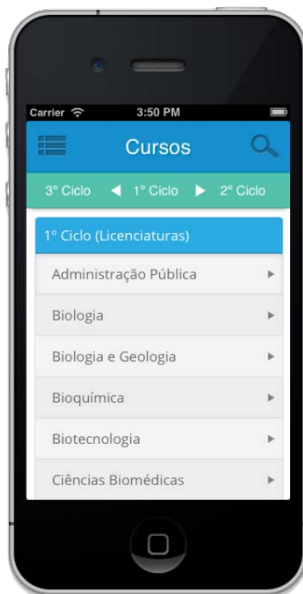 Carrier 3:50 PM
Cursos
3º Ciclo 1º Ciclo 2º Ciclo
1º Ciclo (Licenciaturas)
Administração Pública
Biologia
Biologia e Geologia
Bioquímica
Biotecnologia
Ciências Biomédicas